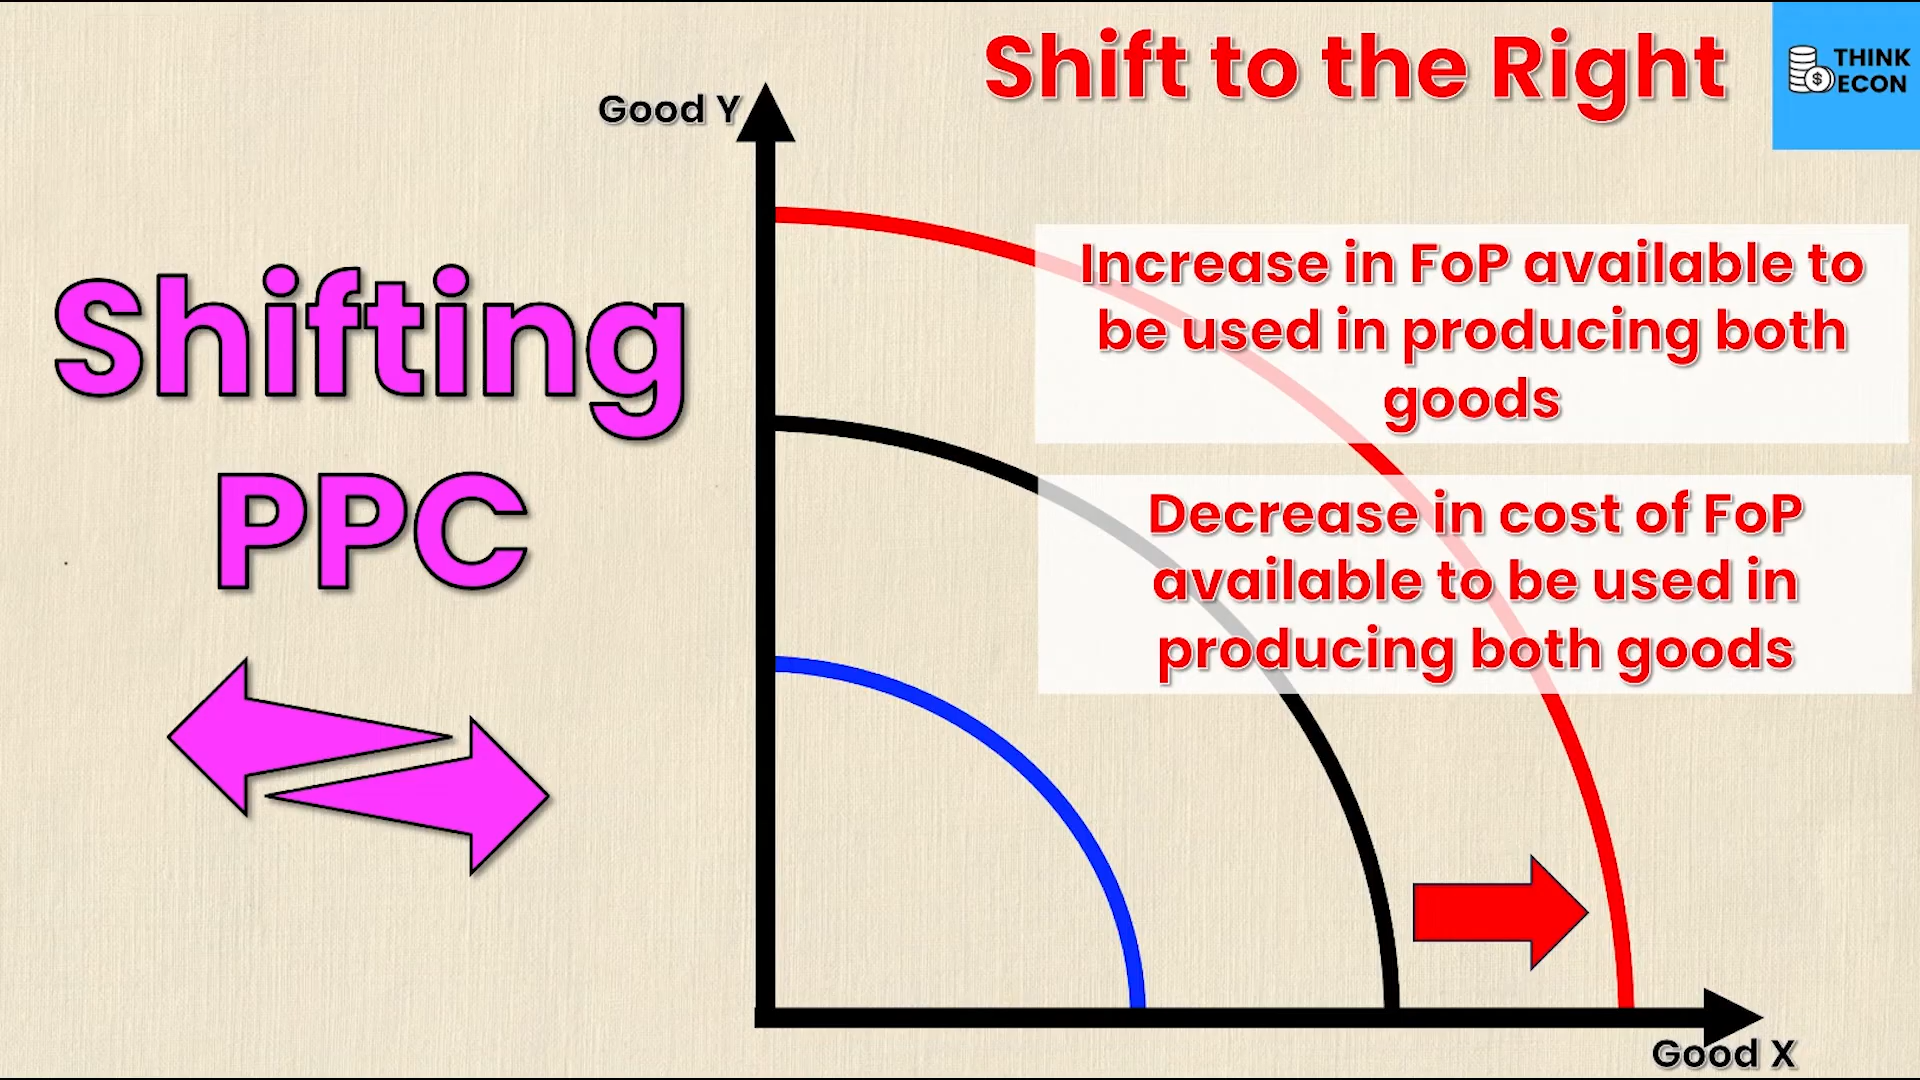 Shift to the Right
THINK
ECON
$
Good Y
Shifting
PPC
Increase in FoP available to
be used in producing both
goods
Decrease in cost of FoP
available to be used in
producing both goods
Good X